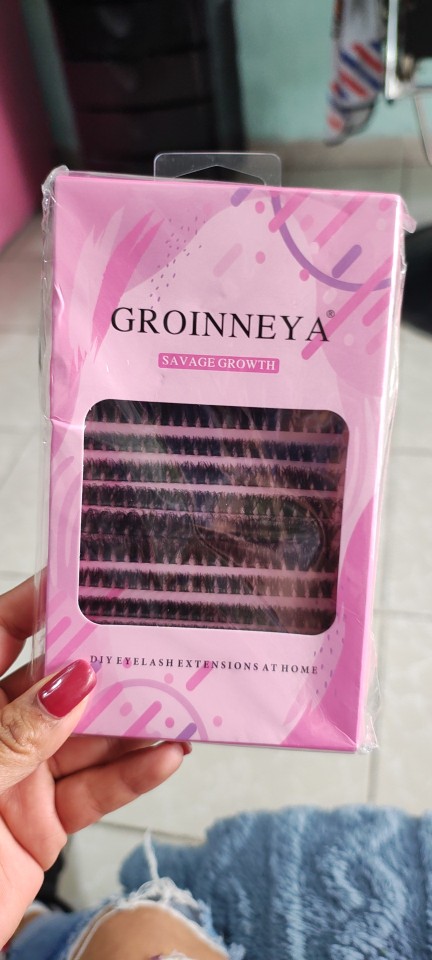 GROINNEYA®
SAVAGE GROWTH
DIY EYELASH EXTENSIONS AT HOME